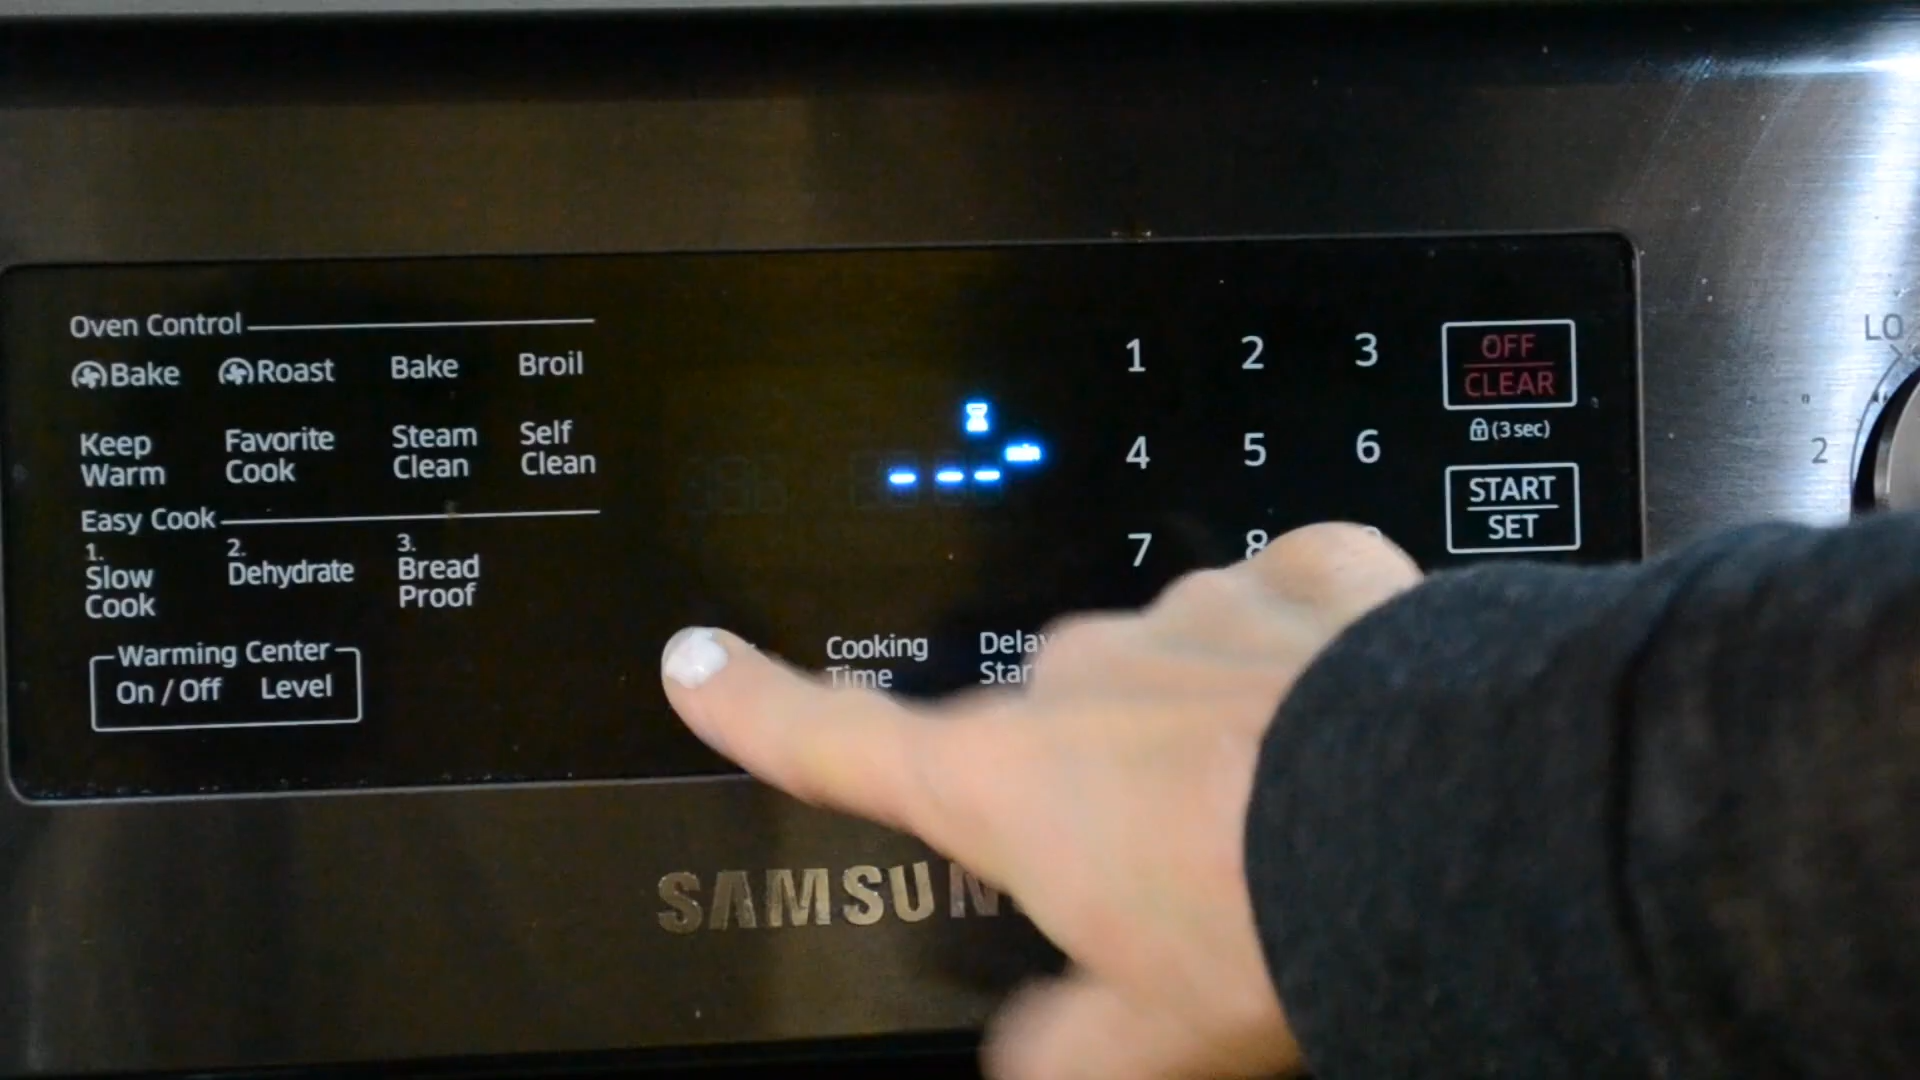 Oven Control
Bake Roast Bake Broil
Keep Warm Favorite Cook Steam Clean Self Clean
Easy Cook
1. Slow Cook 2. Dehydrate 3. Bread Proof
Warming Center
On / Off Level
Cooking Time
1 2 3
4 5 6
7 8
OFF
CLEAR
(3 sec)
START
SET
LO
2